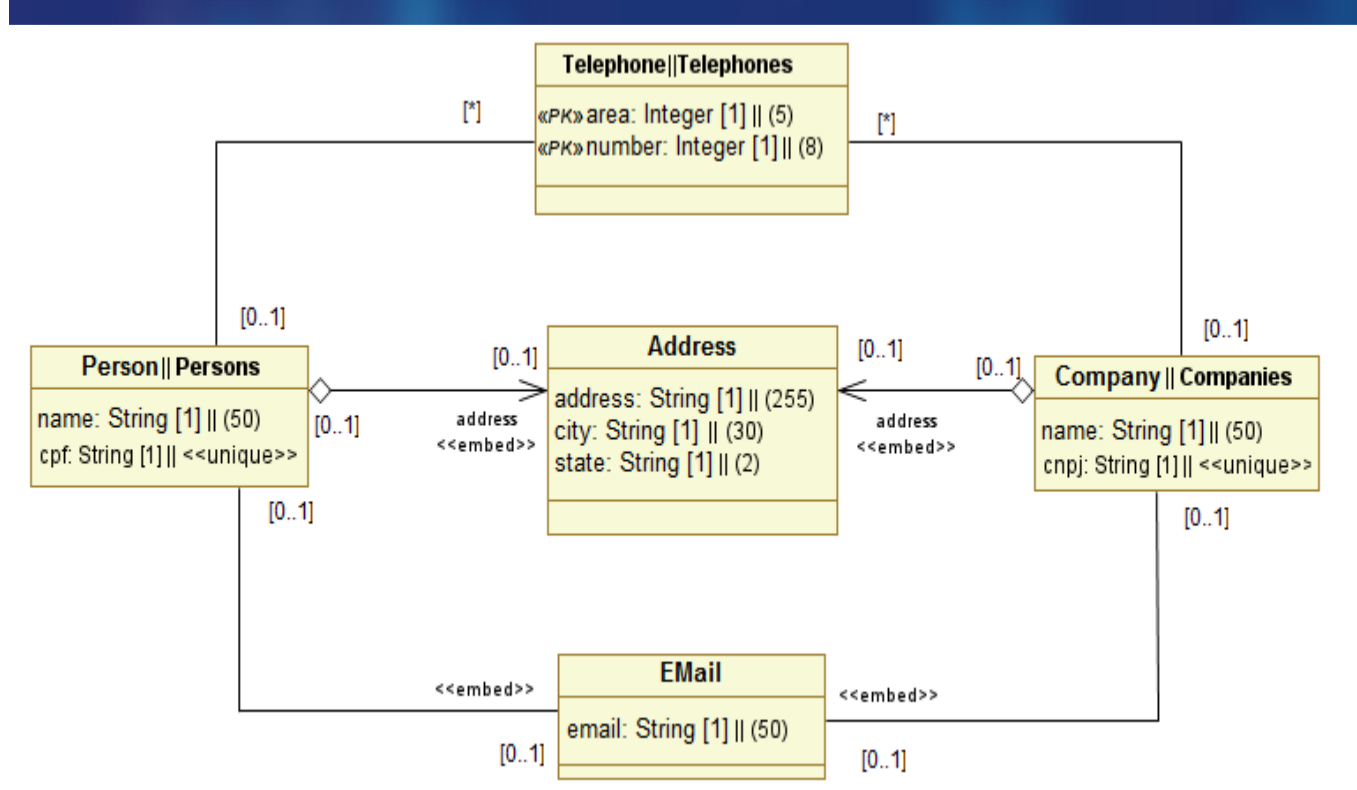 Telephone||Telephones
«PK» area: Integer [1] || (5)
«PK» number: Integer [1] || (8)
[*]
[*]
[0..1]
[0..1]
Person|| Persons
name: String [1] || (50)
cpf: String [1] || <<unique>>
[0..1]
[0..1]
address
<<embed>>
Address
address: String [1] || (255)
city: String [1] || (30)
state: String [1] || (2)
[0..1]
[0..1]
address
<<embed>>
Company || Companies
name: String [1] || (50)
cnpj: String [1] || <<unique>>
[0..1]
[0..1]
<<embed>>
[0..1]
EMail
email: String [1] || (50)
<<embed>>
[0..1]